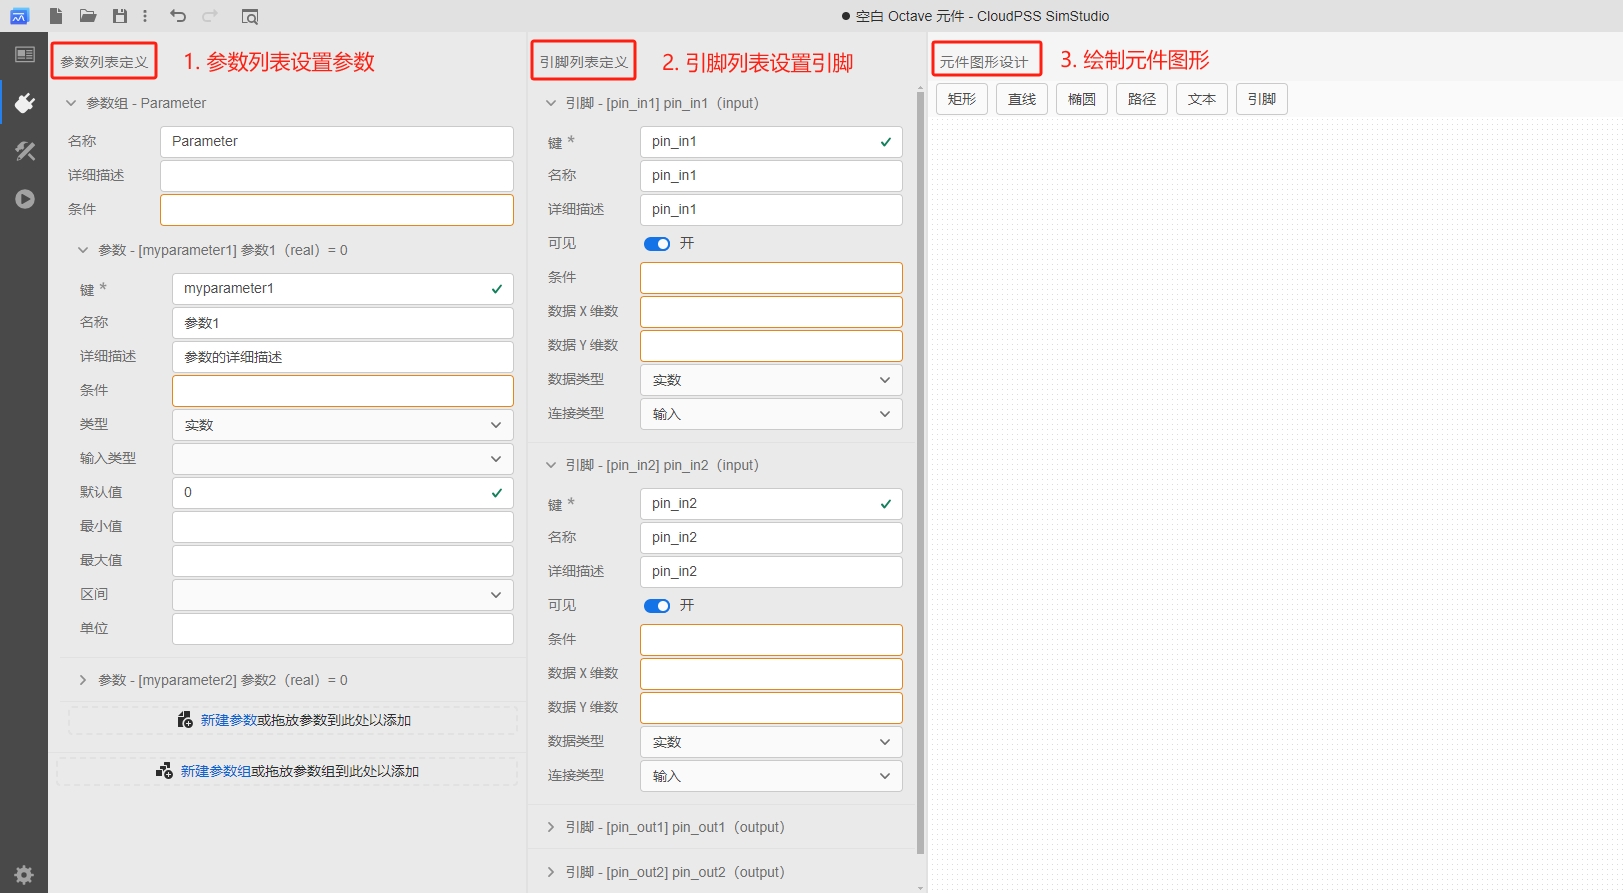 ● 空白 Octave 元件 - CloudPSS SimStudio
参数列表定义
1. 参数列表设置参数
参数组 - Parameter
名称
Parameter
详细描述
条件
参数 - [myparameter1] 参数1（real）= 0
键 *
myparameter1
名称
参数1
详细描述
参数的详细描述
条件
类型
实数
输入类型
默认值
0
最小值
最大值
区间
单位
参数 - [myparameter2] 参数2（real）= 0
新建参数或拖放参数到此处以添加
新建参数组或拖放参数组到此处以添加
引脚列表定义
2. 引脚列表设置引脚
引脚 - [pin_in1] pin_in1（input）
键 *
pin_in1
名称
pin_in1
详细描述
pin_in1
可见
开
条件
数据 X 维数
数据 Y 维数
数据类型
实数
连接类型
输入
引脚 - [pin_in2] pin_in2（input）
键 *
pin_in2
名称
pin_in2
详细描述
pin_in2
可见
开
条件
数据 X 维数
数据 Y 维数
数据类型
实数
连接类型
输入
引脚 - [pin_out1] pin_out1（output）
引脚 - [pin_out2] pin_out2（output）
元件图形设计
3. 绘制元件图形
矩形
直线
椭圆
路径
文本
引脚